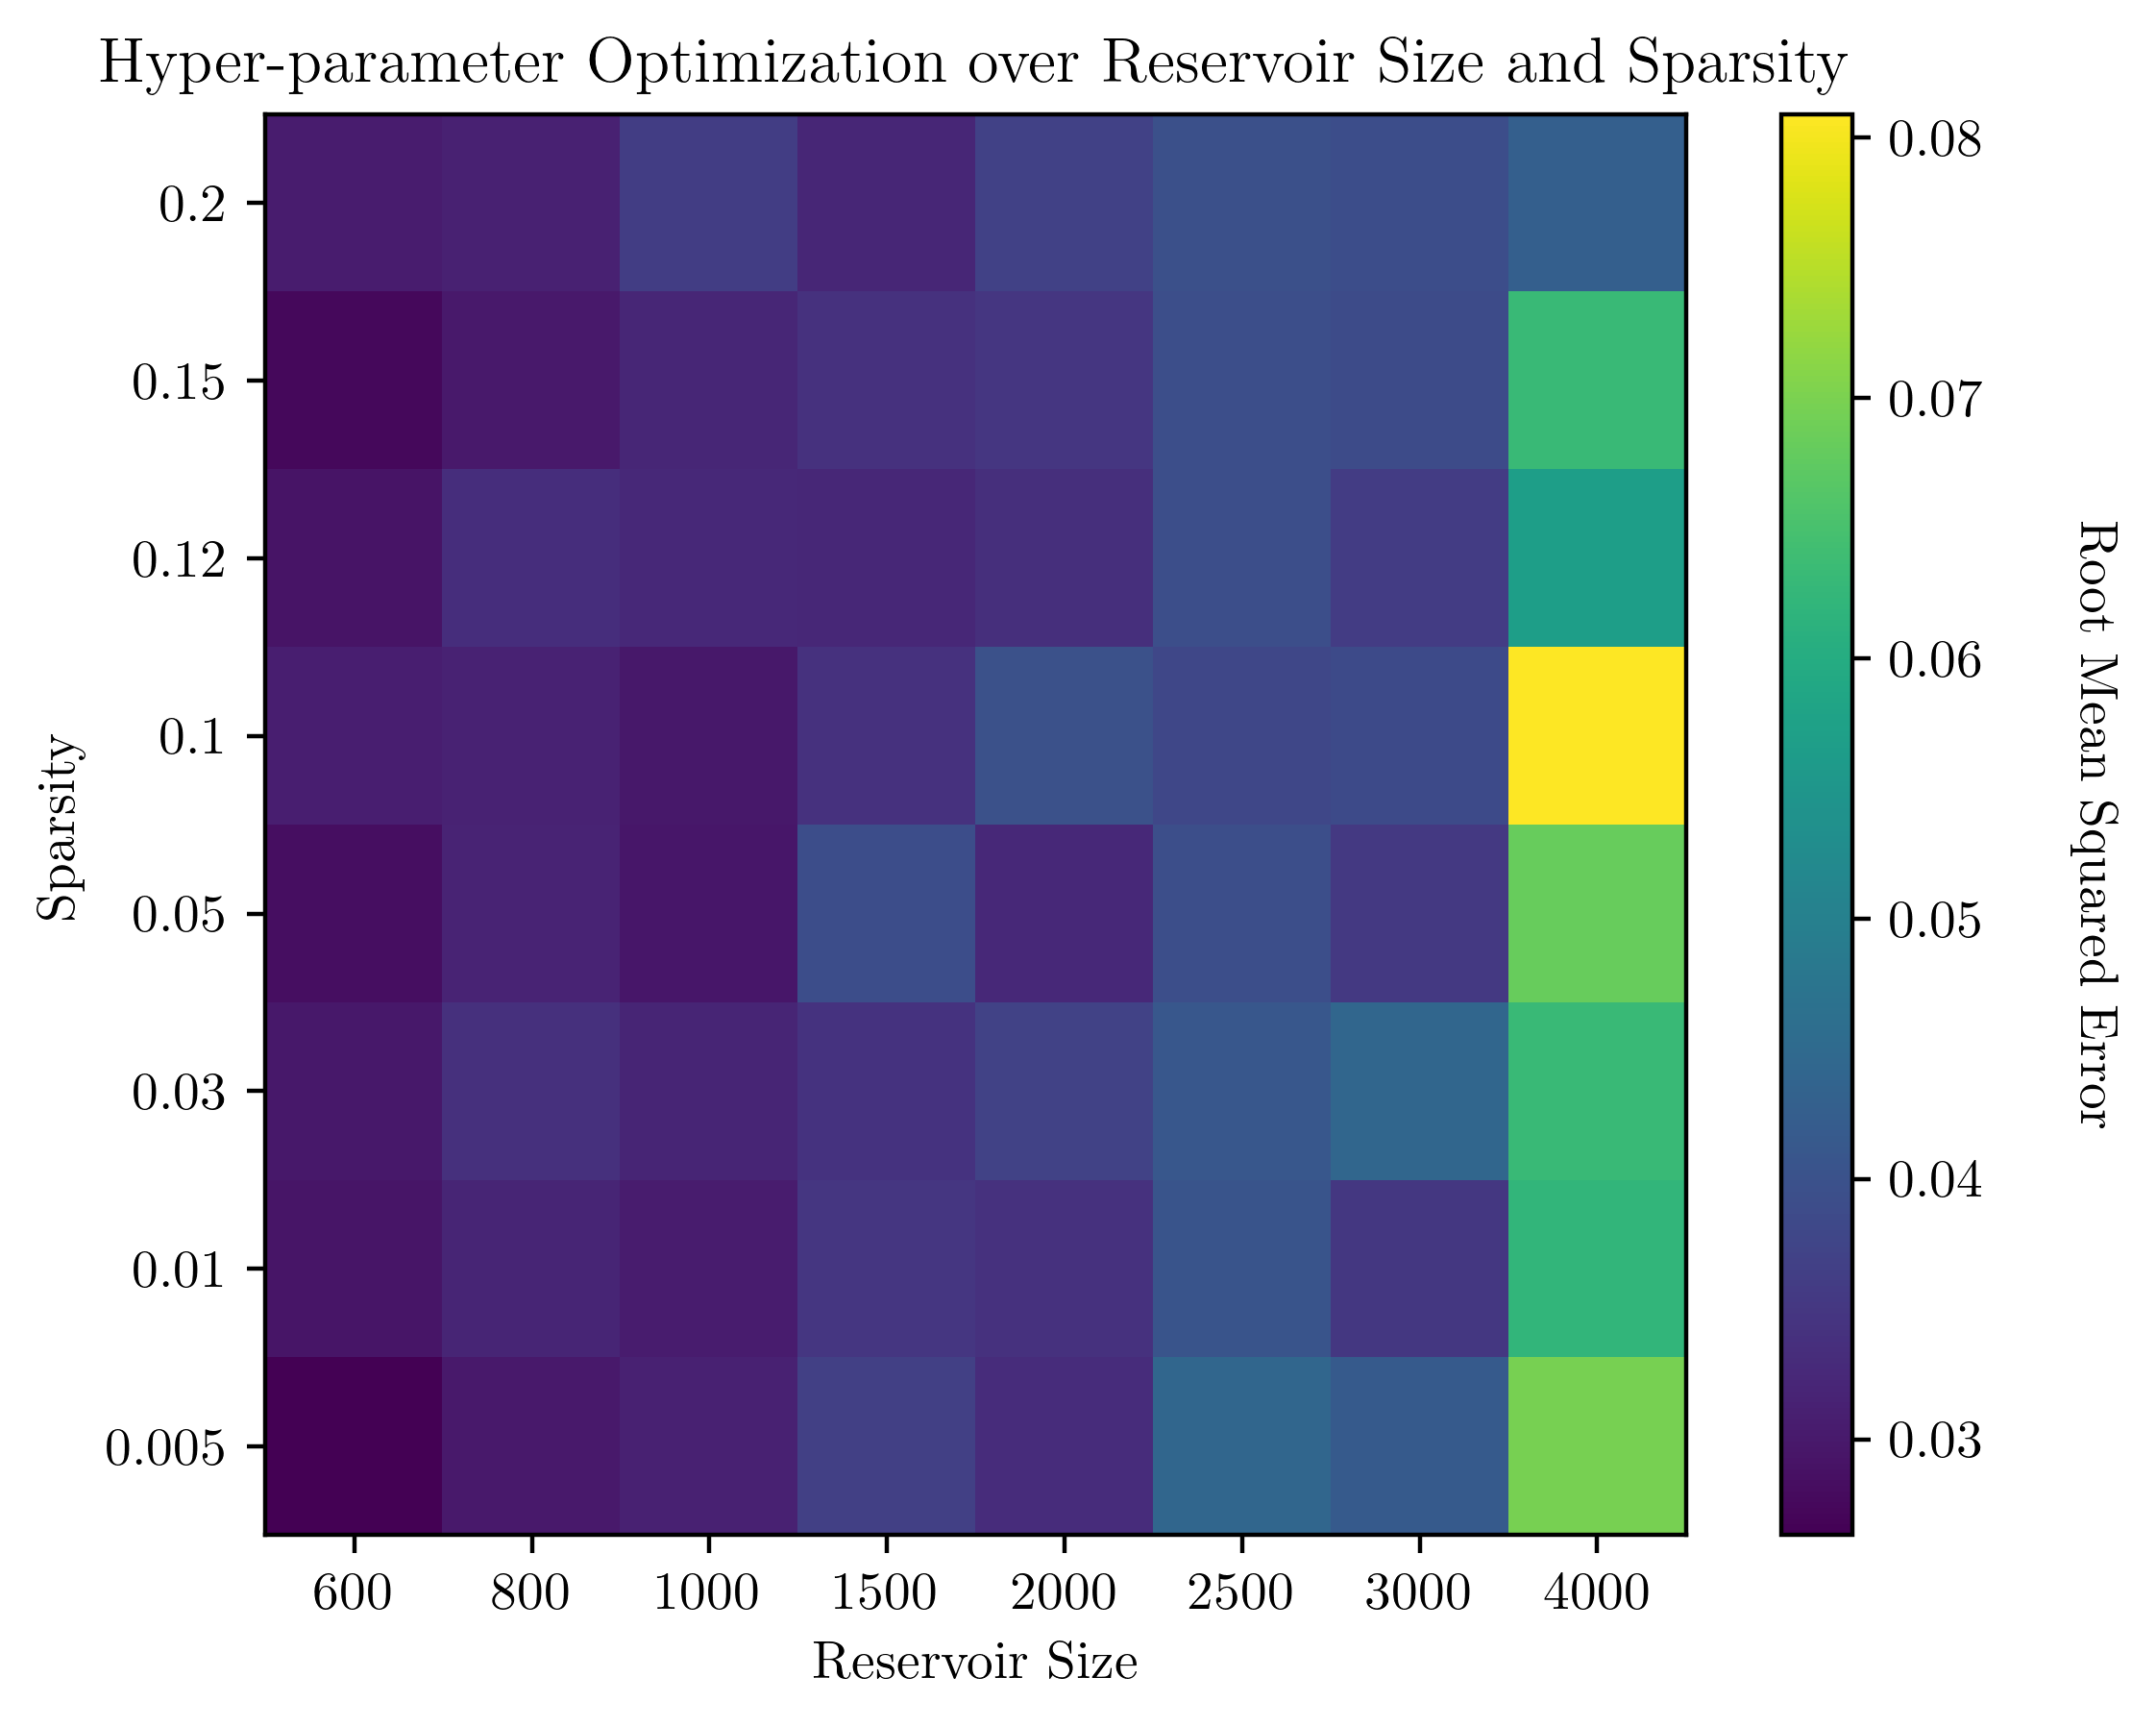 Hyper-parameter Optimization over Reservoir Size and Sparsity
0.2
0.15
0.12
0.1
0.05
0.03
0.01
0.005
Sparsity
600 800 1000 1500 2000 2500 3000 4000
Reservoir Size
0.08
0.07
0.06
0.05
0.04
0.03
Root Mean Squared Error